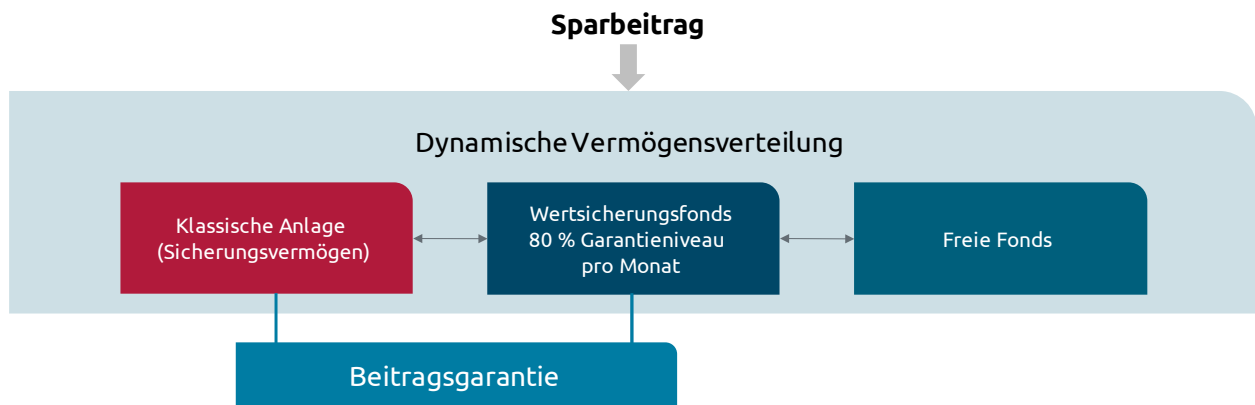 Sparbeitrag
Dynamische Vermögensverteilung
Klassische Anlage
(Sicherungsvermögen)
Wertsicherungsfonds
80 % Garantieniveau
pro Monat
Freie Fonds
Beitragsgarantie